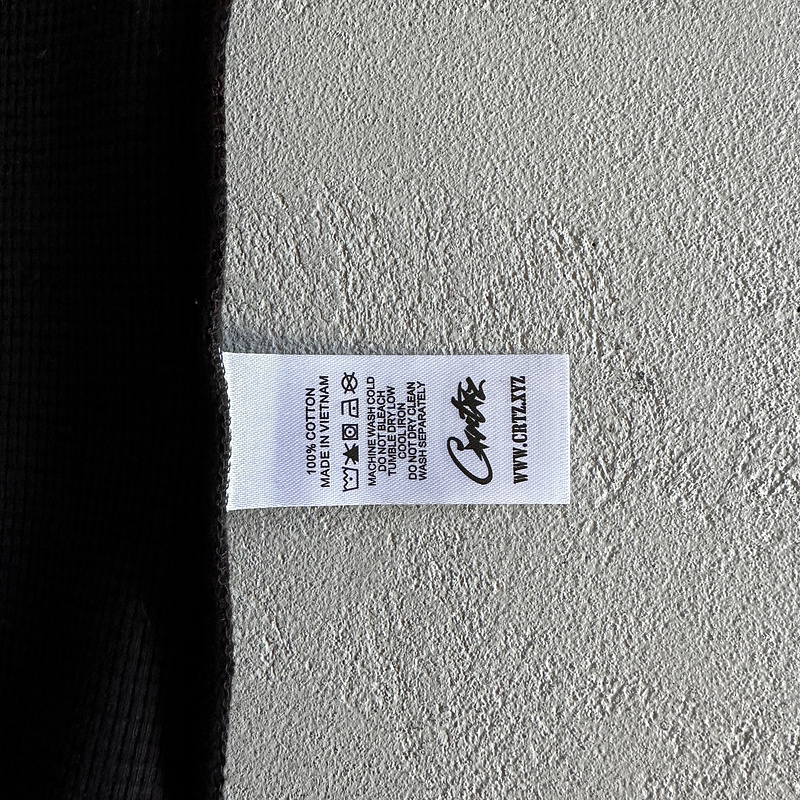 100% COTTON
MADE IN VIETNAM
MACHINE WASH COLD
DO NOT BLEACH
TUMBLE DRY LOW
COOL IRON
DO NOT DRY CLEAN
WASH SEPARATELY
Crtz
WWW.CRTZ.XYZ